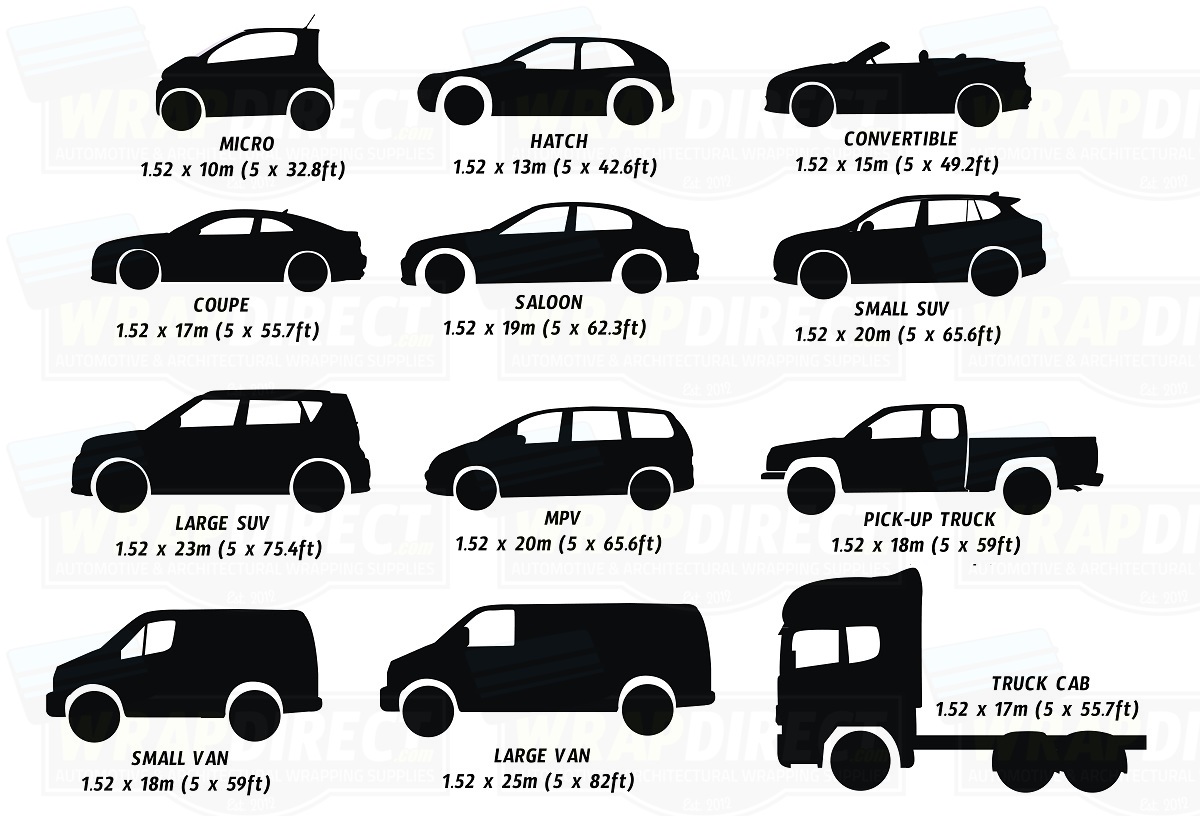 MICRO
1.52 x 10m (5 x 32.8ft)
HATCH
1.52 x 13m (5 x 42.6ft)
CONVERTIBLE
1.52 x 15m (5 x 49.2ft)
COUPE
1.52 x 17m (5 x 55.7ft)
SALOON
1.52 x 19m (5 x 62.3ft)
SMALL SUV
1.52 x 20m (5 x 65.6ft)
LARGE SUV
1.52 x 23m (5 x 75.4ft)
MPV
1.52 x 20m (5 x 65.6ft)
PICK-UP TRUCK
1.52 x 18m (5 x 59ft)
SMALL VAN
1.52 x 18m (5 x 59ft)
LARGE VAN
1.52 x 25m (5 x 82ft)
TRUCK CAB
1.52 x 17m (5 x 55.7ft)
WRAPDIRECT.com
AUTOMOTIVE & ARCHITECTURAL WRAPPING SUPPLIES
Est. 2012